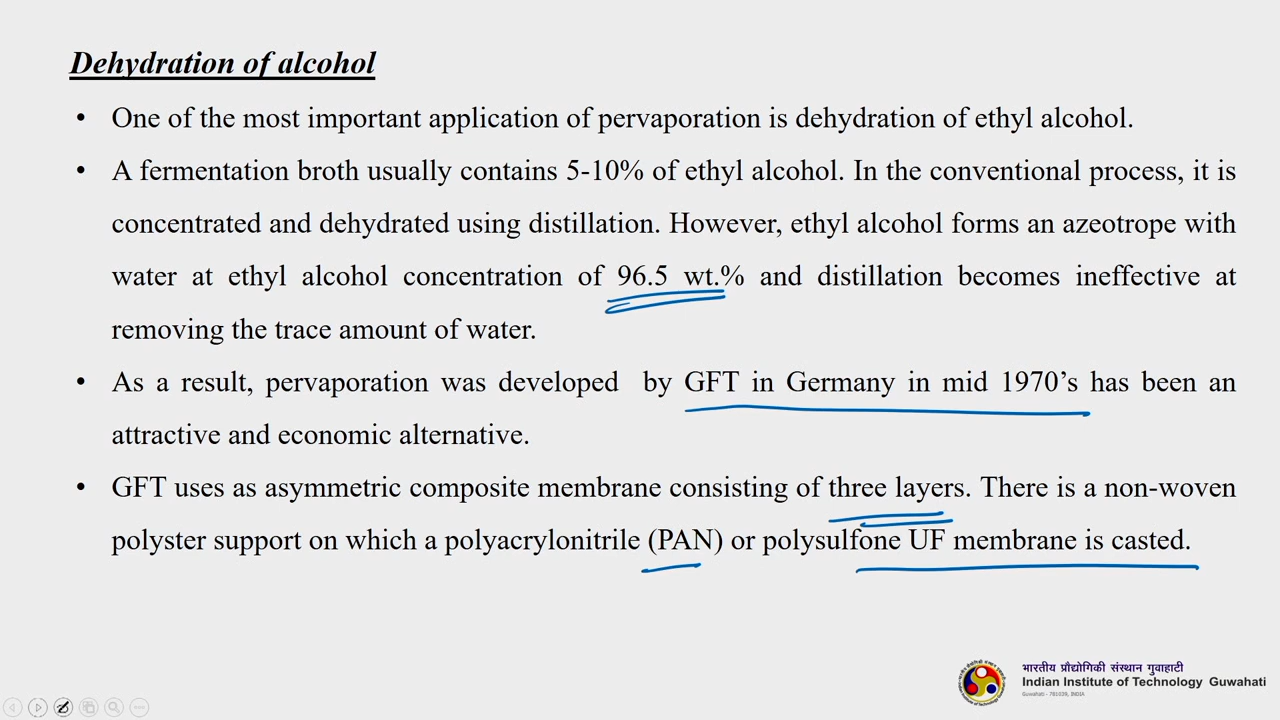 Dehydration of alcohol
• One of the most important application of pervaporation is dehydration of ethyl alcohol.
• A fermentation broth usually contains 5-10% of ethyl alcohol. In the conventional process, it is
concentrated and dehydrated using distillation. However, ethyl alcohol forms an azeotrope with
water at ethyl alcohol concentration of 96.5 wt.% and distillation becomes ineffective at
removing the trace amount of water.
• As a result, pervaporation was developed by GFT in Germany in mid 1970’s has been an
attractive and economic alternative.
• GFT uses as asymmetric composite membrane consisting of three layers. There is a non-woven
polyster support on which a polyacrylonitrile (PAN) or polysulfone UF membrane is casted.
भारतीय प्रौद्योगिकी संस्थान गुवाहाटी
Indian Institute of Technology Guwahati
Guwahati - 781039, INDIA